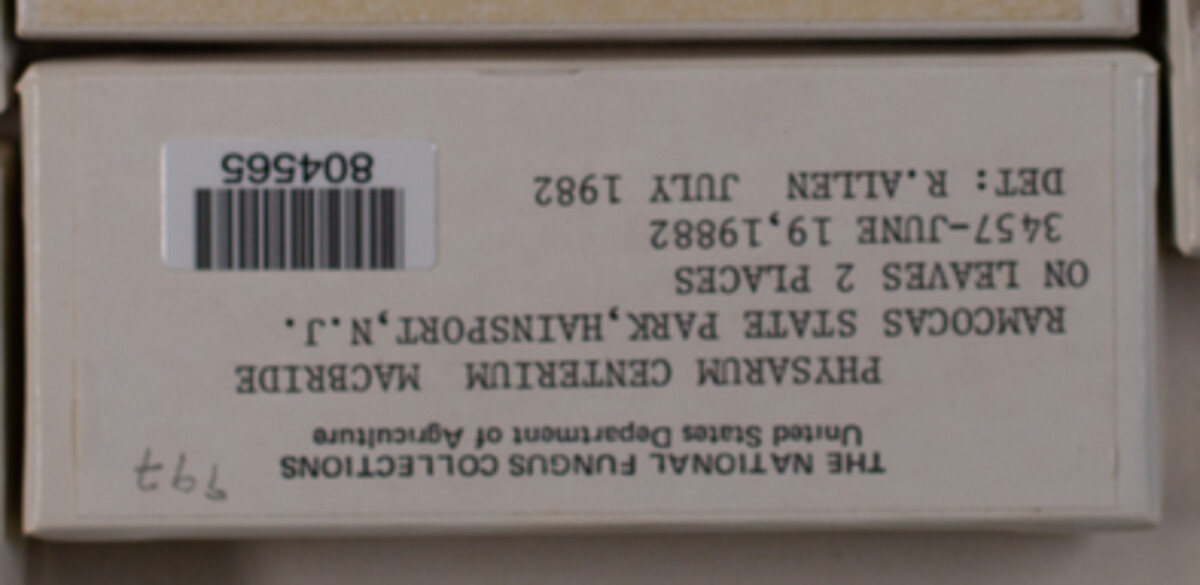 THE NATIONAL FUNGUS COLLECTIONS
United States Department of Agriculture
PHYSARUM CENTERIUM MACBRIDE
RAMCOCAS STATE PARK,HAINSPORT,N.J.
ON LEAVES 2 PLACES
3457-JUNE 19,19882
DET: R.ALLEN JULY 1982
804565